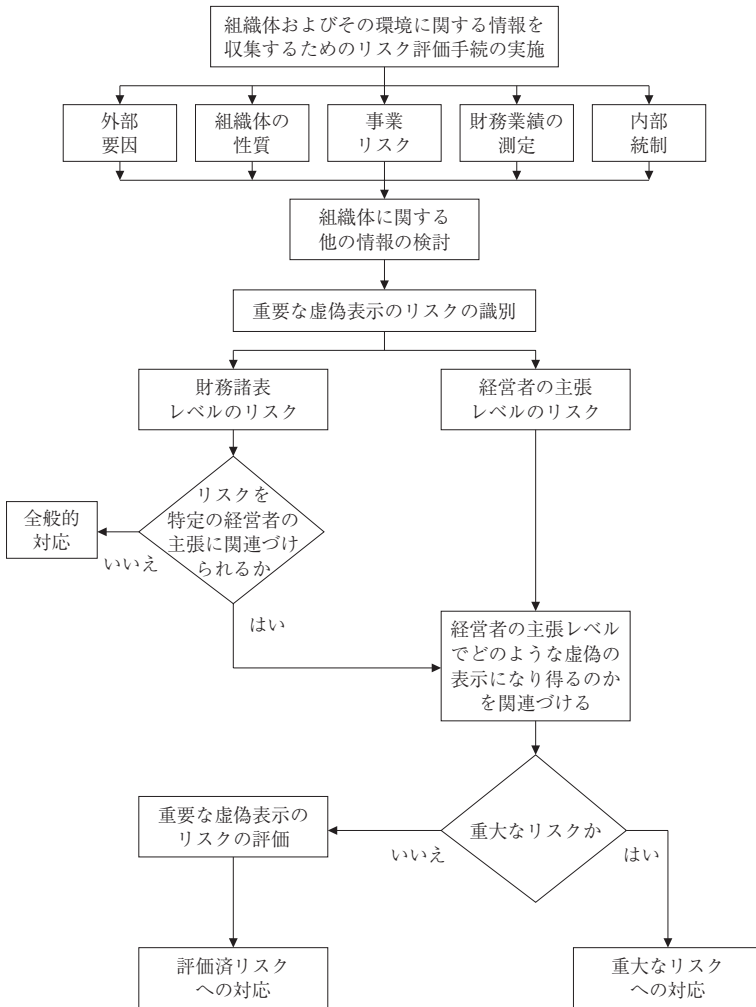 組織体およびその環境に関する情報を
収集するためのリスク評価手続の実施
外部
要因
組織体の
性質
事業
リスク
財務業績の
測定
内部
統制
組織体に関する
他の情報の検討
重要な虚偽表示のリスクの識別
財務諸表
レベルのリスク
経営者の主張
レベルのリスク
リスクを
特定の経営者の
主張に関連づけ
られるか
全般的
対応
いいえ
はい
経営者の主張レベル
でどのような虚偽の
表示になり得るのか
を関連づける
重要な虚偽表示の
リスクの評価
いいえ
重大なリスクか
はい
評価済リスク
への対応
重大なリスク
への対応